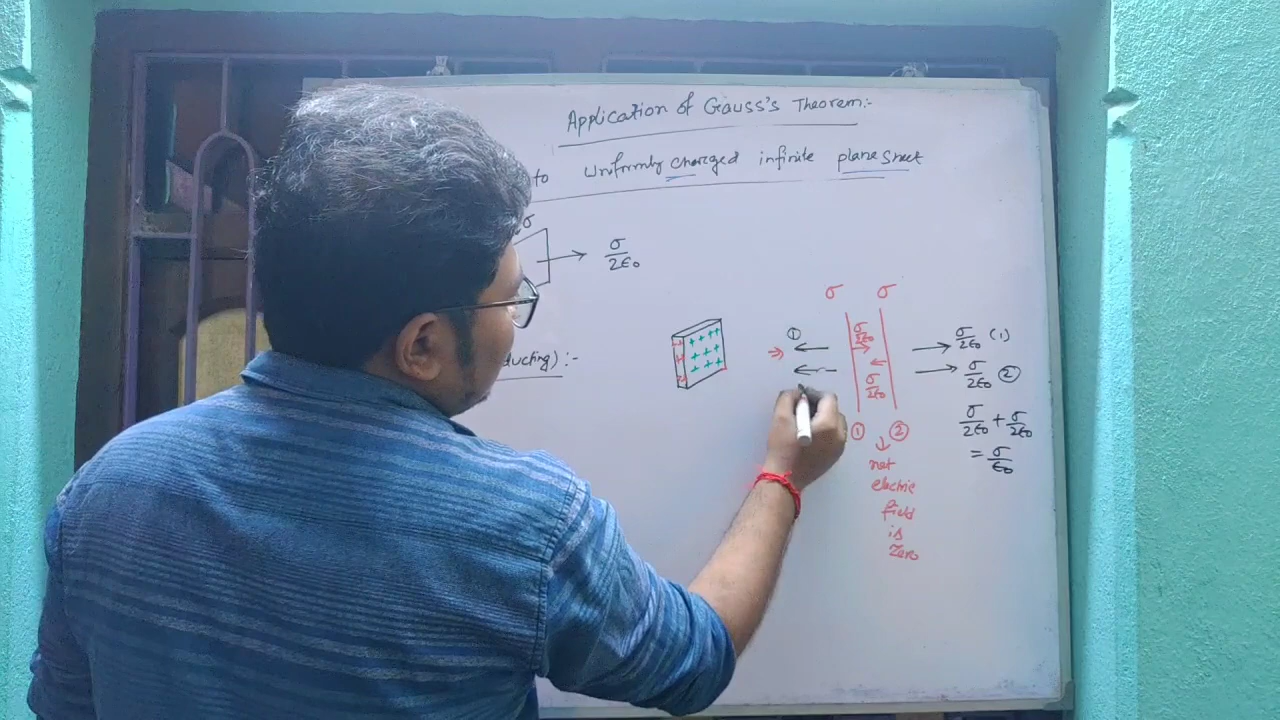 Application of Gauss's Theorem:-
to Uniformly charged infinite plane sheet
σ
σ/2ε₀
ducting):-
σ σ
σ/2ε₀
σ/2ε₀
①
σ/2ε₀ (1)
σ/2ε₀ ②
σ/2ε₀ + σ/2ε₀
= σ/ε₀
① ②
net
electric
field
is
Zero